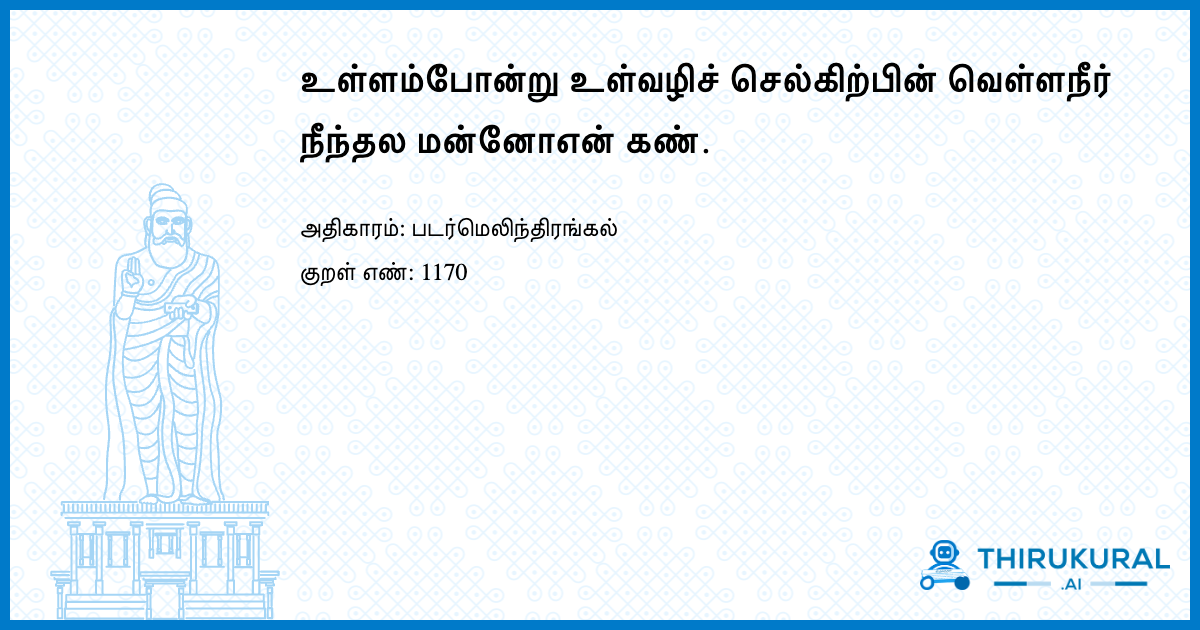 உள்ளம்போன்று உள்வழிச் செல்கிற்பின் வெள்ளநீர்
நீந்தல மன்னோஎன் கண்.
அதிகாரம்: படர்மெலிந்திரங்கல்
குறள் எண்: 1170
THIRUKURAL
.AI